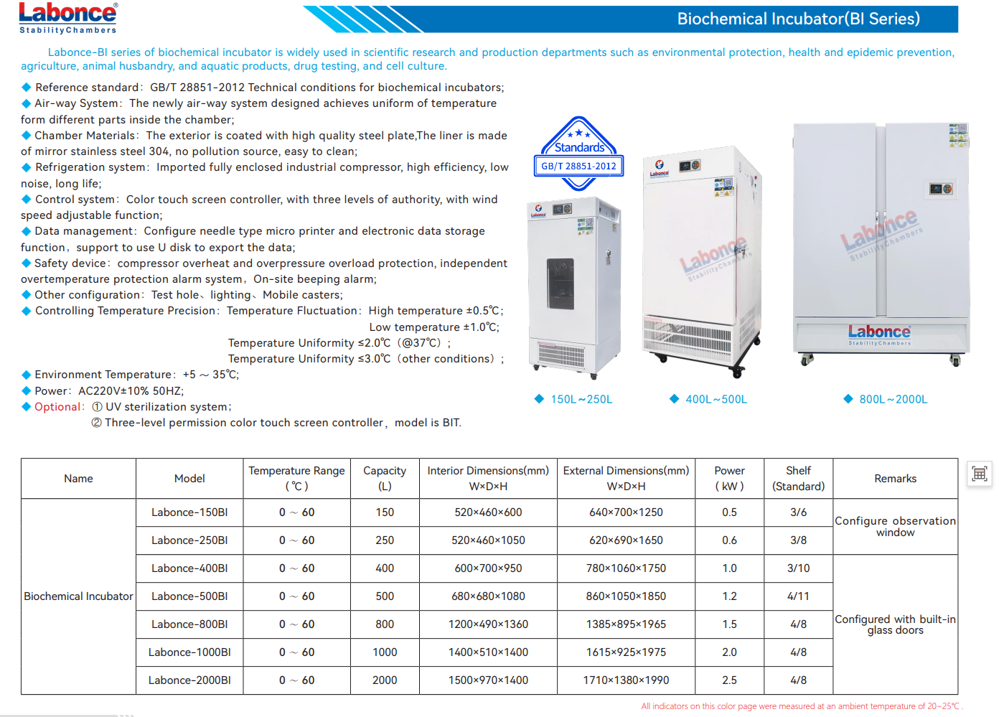 Labonce®
StabilityChambers
Biochemical Incubator(BI Series)
Labonce-BI series of biochemical incubator is widely used in scientific research and production departments such as environmental protection, health and epidemic prevention,
agriculture, animal husbandry, and aquatic products, drug testing, and cell culture.
◆ Reference standard：GB/T 28851-2012 Technical conditions for biochemical incubators;
◆ Air-way System：The newly air-way system designed achieves uniform of temperature
form different parts inside the chamber;
◆ Chamber Materials：The exterior is coated with high quality steel plate,The liner is made
of mirror stainless steel 304, no pollution source, easy to clean;
◆ Refrigeration system：Imported fully enclosed industrial compressor, high efficiency, low
noise, long life;
◆ Control system：Color touch screen controller, with three levels of authority, with wind
speed adjustable function;
◆ Data management：Configure needle type micro printer and electronic data storage
function，support to use U disk to export the data;
◆ Safety device：compressor overheat and overpressure overload protection, independent
overtemperature protection alarm system，On-site beeping alarm;
◆ Other configuration：Test hole、lighting、Mobile casters;
◆ Controlling Temperature Precision：Temperature Fluctuation：High temperature ±0.5℃;
Low temperature ±1.0℃;
Temperature Uniformity ≤2.0℃（@37℃）;
Temperature Uniformity ≤3.0℃（other conditions）;
◆ Environment Temperature：+5 ～ 35℃;
◆ Power：AC220V±10% 50HZ;
◆ Optional：① UV sterilization system;
② Three-level permission color touch screen controller，model is BIT.
Standards
GB/T 28851-2012
Labonce
Labonce
Labonce
StabilityChambers
Labonce
StabilityChambers
Labonce
StabilityChambers
◆ 150L~250L
◆ 400L~500L
◆ 800L~2000L
Name Model Temperature Range (℃) Capacity (L) Interior Dimensions(mm) W×D×H External Dimensions(mm) W×D×H Power (kW) Shelf (Standard) Remarks
Biochemical Incubator
Labonce-150BI 0 ～ 60 150 520×460×600 640×700×1250 0.5 3/6
Labonce-250BI 0 ～ 60 250 520×460×1050 620×690×1650 0.6 3/8
Configure observation
window
Labonce-400BI 0 ～ 60 400 600×700×950 780×1060×1750 1.0 3/10
Labonce-500BI 0 ～ 60 500 680×680×1080 860×1050×1850 1.2 4/11
Labonce-800BI 0 ～ 60 800 1200×490×1360 1385×895×1965 1.5 4/8
Labonce-1000BI 0 ～ 60 1000 1400×510×1400 1615×925×1975 2.0 4/8
Labonce-2000BI 0 ～ 60 2000 1500×970×1400 1710×1380×1990 2.5 4/8
Configured with built-in
glass doors
All indicators on this color page were measured at an ambient temperature of 20~25℃ .